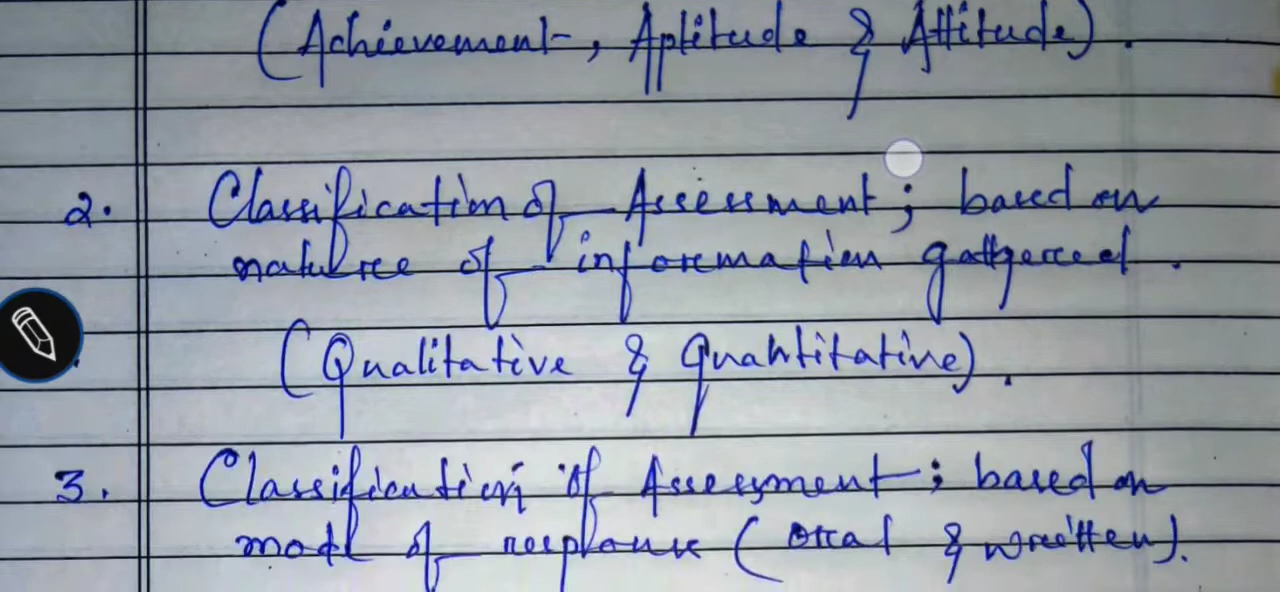 (Achievement, Aptitude & Attitude).
2. Classification of Assessment; based on
nature of information gathered.
(Qualitative & Quantitative).
3. Classification of Assessment; based on
mode of response (oral & written).